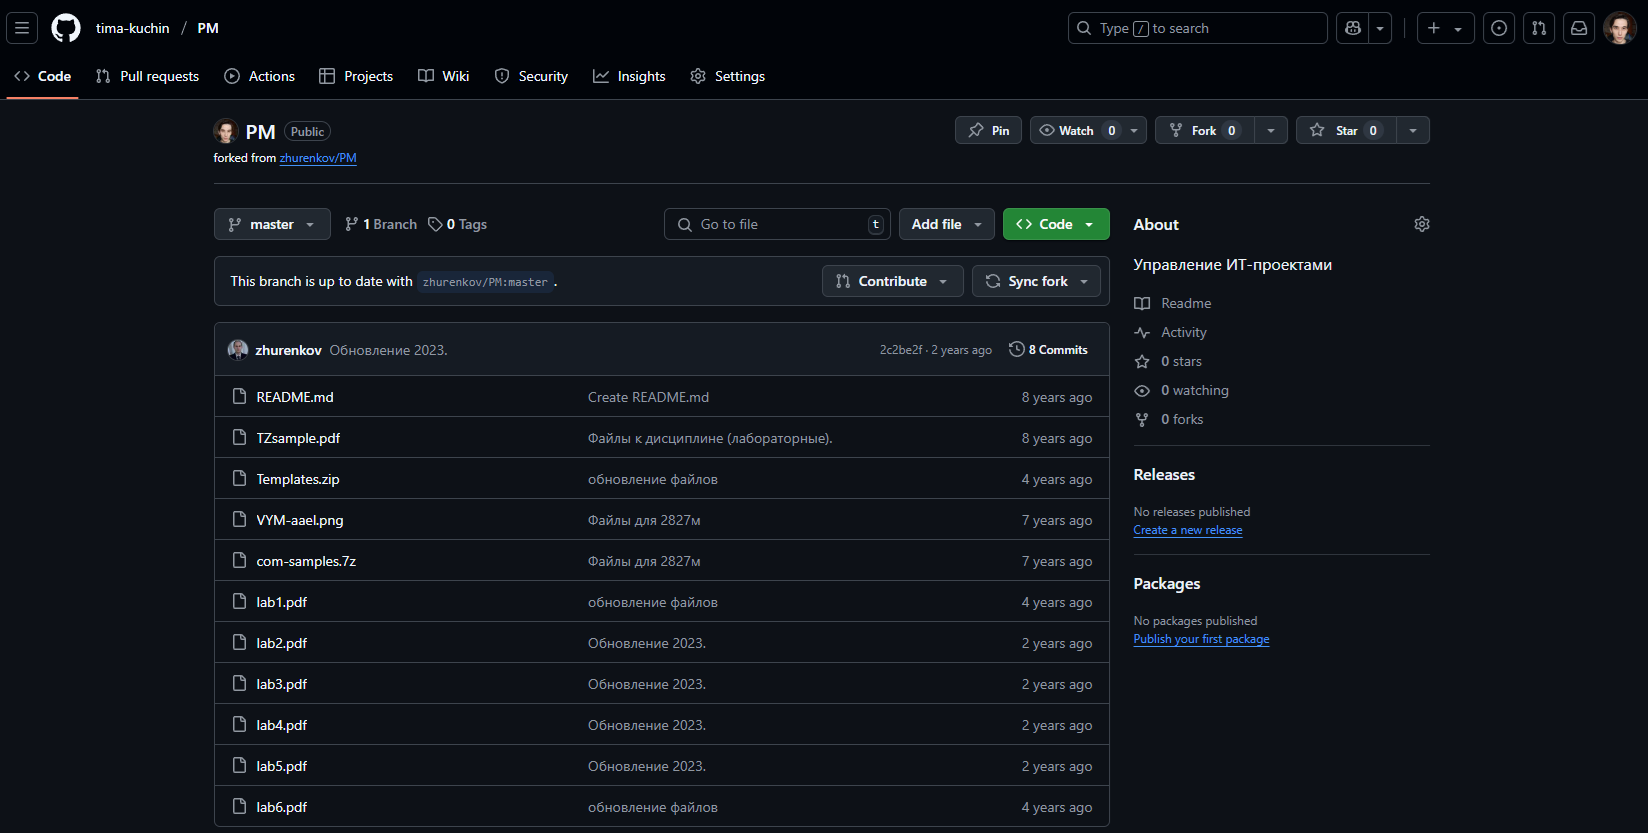 tima-kuchin / PM
Type / to search
Code Pull requests Actions Projects Wiki Security Insights Settings
PM Public
Pin Watch 0 Fork 0 Star 0
forked from zhurenkov/PM
master 1 Branch 0 Tags Go to file t Add file Code
This branch is up to date with zhurenkov/PM:master . Contribute Sync fork
zhurenkov Обновление 2023. 2c2be2f · 2 years ago 8 Commits
README.md Create README.md 8 years ago
TZsample.pdf Файлы к дисциплине (лабораторные). 8 years ago
Templates.zip обновление файлов 4 years ago
VYM-aael.png Файлы для 2827м 7 years ago
com-samples.7z Файлы для 2827м 7 years ago
lab1.pdf обновление файлов 4 years ago
lab2.pdf Обновление 2023. 2 years ago
lab3.pdf Обновление 2023. 2 years ago
lab4.pdf Обновление 2023. 2 years ago
lab5.pdf Обновление 2023. 2 years ago
lab6.pdf обновление файлов 4 years ago
About
Управление ИТ-проектами
Readme
Activity
0 stars
0 watching
0 forks
Releases
No releases published
Create a new release
Packages
No packages published
Publish your first package